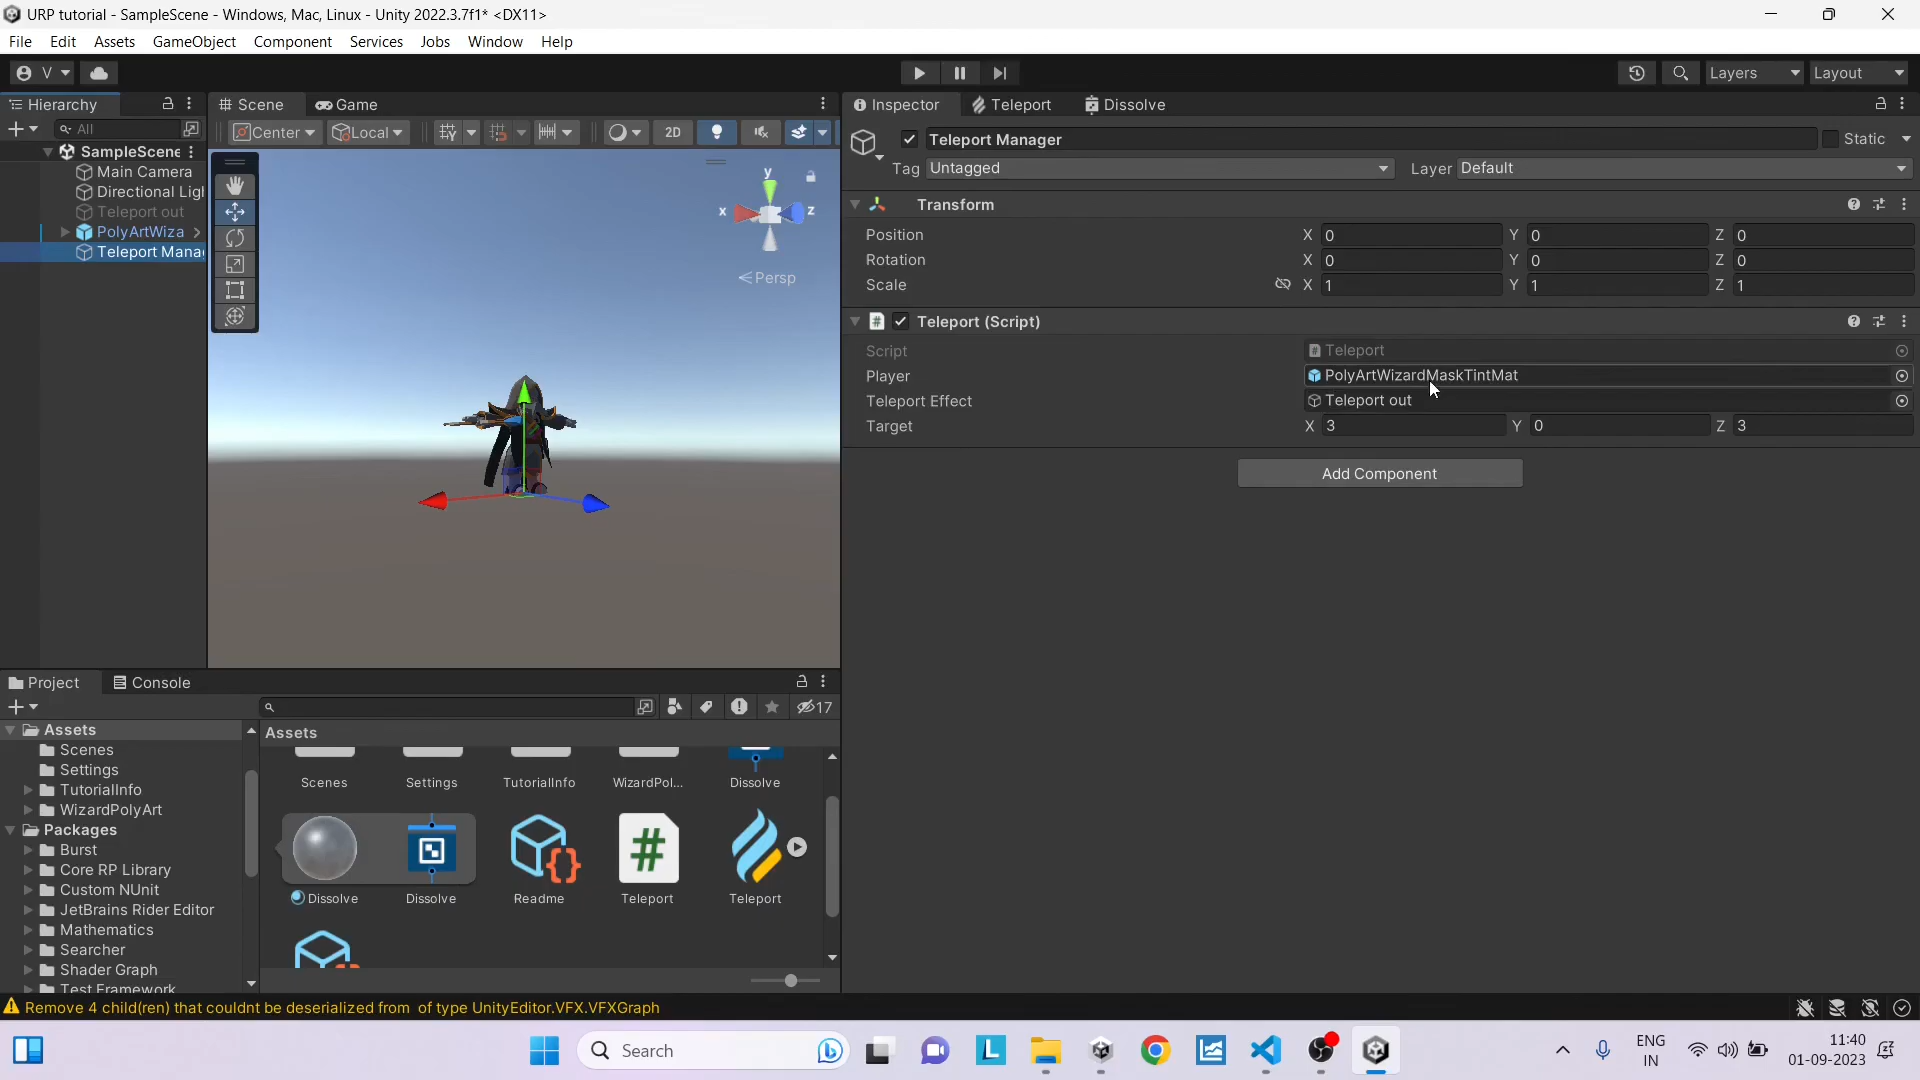 URP tutorial - SampleScene - Windows, Mac, Linux - Unity 2022.3.7f1* <DX11>
File Edit Assets GameObject Component Services Jobs Window Help
V
Layers
Layout
Hierarchy
All
SampleScene
Main Camera
Directional Ligh
Teleport out
PolyArtWiza
Teleport Mana
Scene
Game
Center
Local
2D
y
x
z
Persp
Inspector
Teleport
Dissolve
Teleport Manager
Static
Tag Untagged
Layer Default
Transform
Position X 0 Y 0 Z 0
Rotation X 0 Y 0 Z 0
Scale X 1 Y 1 Z 1
# Teleport (Script)
Script # Teleport
Player PolyArtWizardMaskTintMat
Teleport Effect Teleport out
Target X 3 Y 0 Z 3
Add Component
Project
Console
17
Assets
Scenes
Settings
TutorialInfo
WizardPolyArt
Packages
Burst
Core RP Library
Custom NUnit
JetBrains Rider Editor
Mathematics
Searcher
Shader Graph
Test Framework
Assets
Scenes
Settings
TutorialInfo
WizardPol...
Dissolve
Dissolve
Dissolve
Readme
Teleport
Teleport
Remove 4 child(ren) that couldnt be deserialized from of type UnityEditor.VFX.VFXGraph
Search
ENG
IN
11:40
01-09-2023